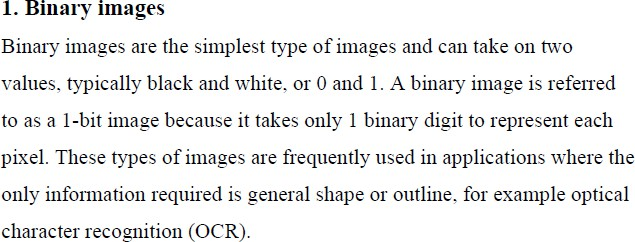 1. Binary images
Binary images are the simplest type of images and can take on two
values, typically black and white, or 0 and 1. A binary image is referred
to as a 1-bit image because it takes only 1 binary digit to represent each
pixel. These types of images are frequently used in applications where the
only information required is general shape or outline, for example optical
character recognition (OCR).